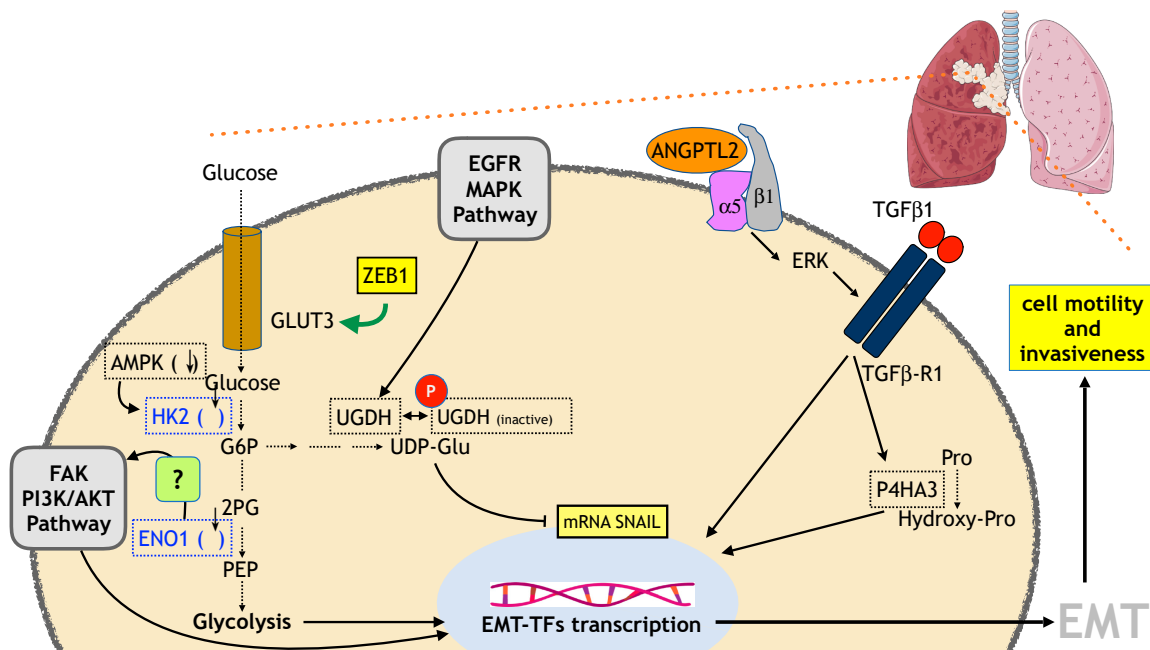 Glucose
EGFR
MAPK
Pathway
ANGPTL2
α5
β1
TGFβ1
ERK
ZEB1
GLUT3
cell motility
and
invasiveness
AMPK (↓)
Glucose
TGFβ-R1
P
HK2 ( )
UGDH
UGDH (inactive)
G6P
UDP-Glu
FAK
PI3K/AKT
Pathway
?
Pro
P4HA3
2PG
Hydroxy-Pro
mRNA SNAIL
ENO1 ( )
PEP
Glycolysis
EMT-TFs transcription
EMT